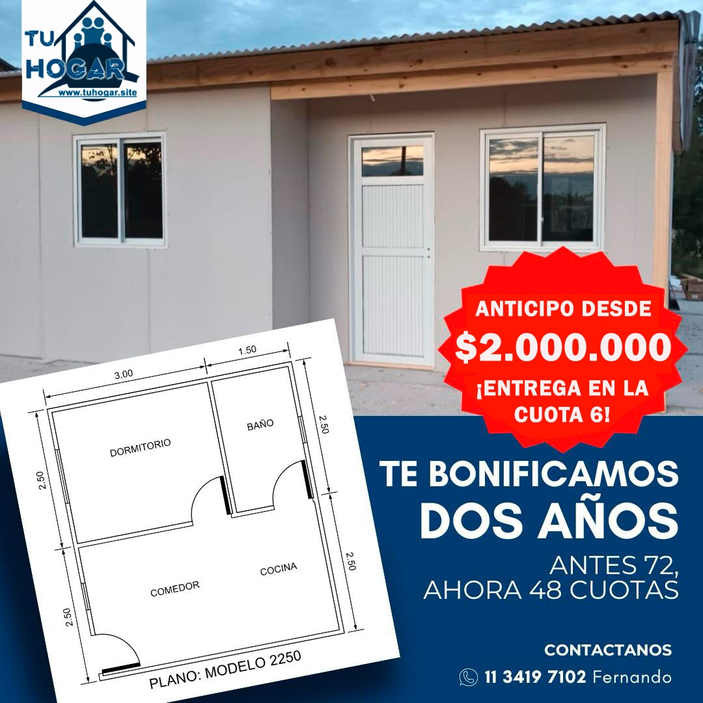 TU
HOGAR
www.tuhogar.site
ANTICIPO DESDE
$2.000.000
¡ENTREGA EN LA
CUOTA 6!
3.00
1.50
DORMITORIO
BAÑO
2.50
2.50
COMEDOR
COCINA
2.50
2.50
PLANO: MODELO 2250
TE BONIFICAMOS
DOS AÑOS
ANTES 72,
AHORA 48 CUOTAS
CONTACTANOS
11 3419 7102 Fernando